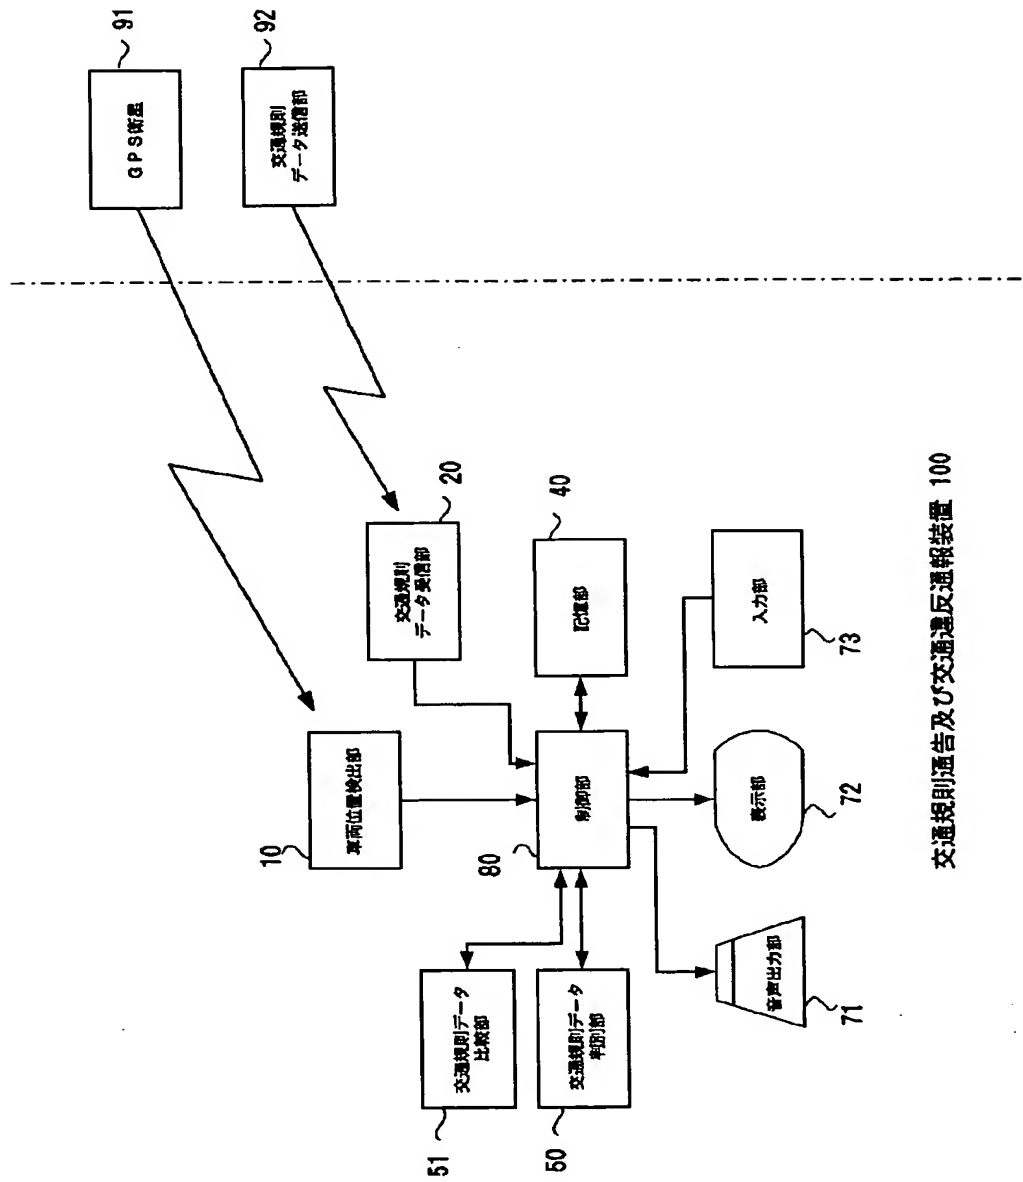 91
GPS衛星
92
交通規則
データ送信部
20
交通規則
データ受信部
10
車両位置検出部
40
記憶部
80
制御部
73
入力部
72
表示部
71
音声出力部
51
交通規則データ
比較部
50
交通規則データ
判別部
交通規則通告及び交通違反通報装置 100